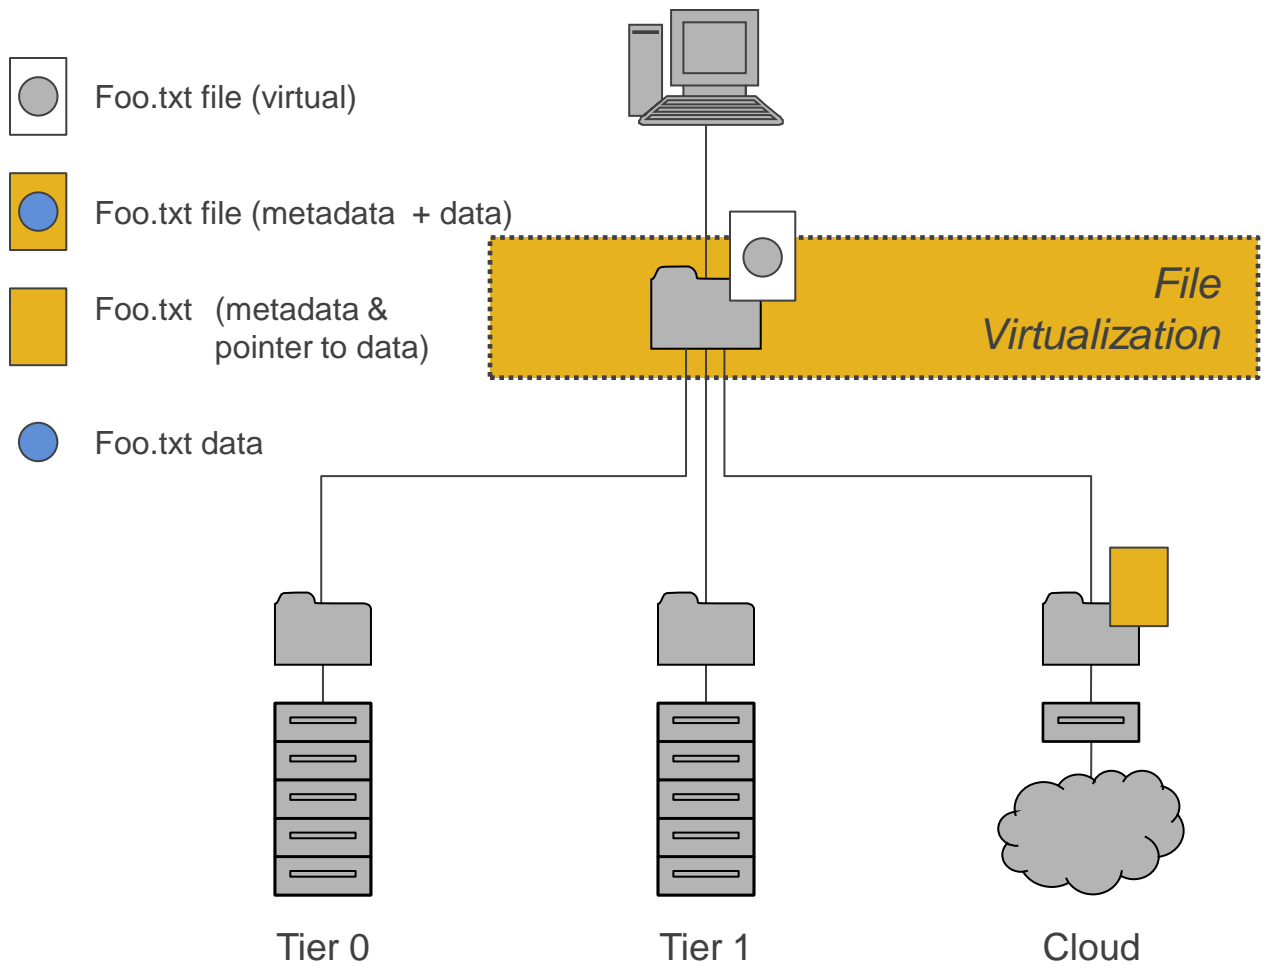 Foo.txt file (virtual)
Foo.txt file (metadata + data)
Foo.txt (metadata &
pointer to data)
Foo.txt data
File
Virtualization
Tier 0
Tier 1
Cloud